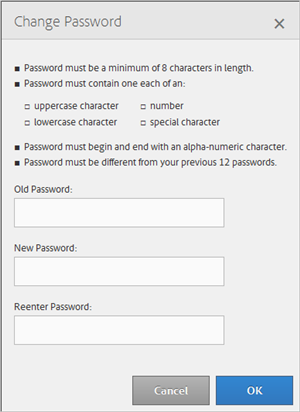 Change Password
Password must be a minimum of 8 characters in length.
Password must contain one each of an:
uppercase character
number
lowercase character
special character
Password must begin and end with an alpha-numeric character.
Password must be different from your previous 12 passwords.
Old Password:
New Password:
Reenter Password:
Cancel
OK